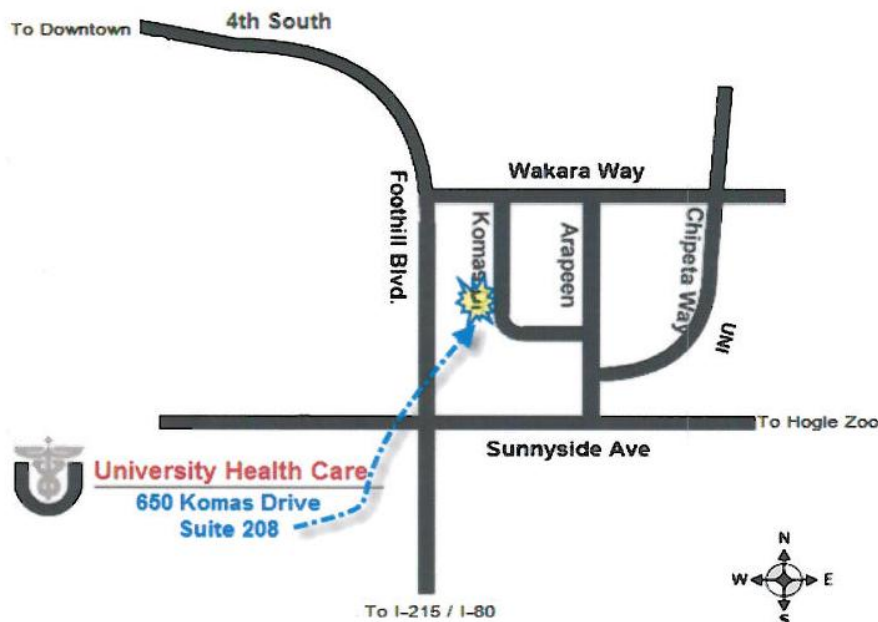 4th South
To Downtown
Wakara Way
Foothill Blvd.
Komas
Arapeen
Chipeta Way
UNI
To Hogle Zoo
Sunnyside Ave
University Health Care
650 Komas Drive
Suite 208
To I-215 / I-80
N
W E
S